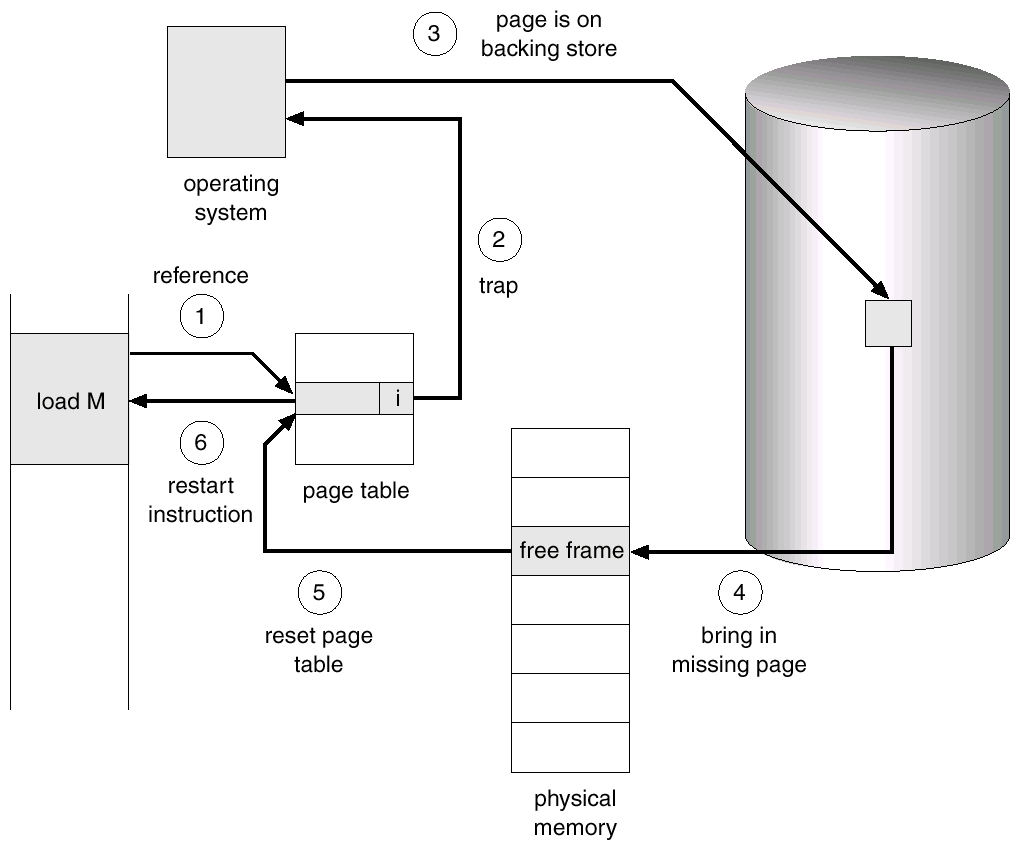 3
page is on
backing store
operating
system
2
trap
reference
1
load M
i
6
restart
instruction
page table
free frame
5
reset page
table
4
bring in
missing page
physical
memory